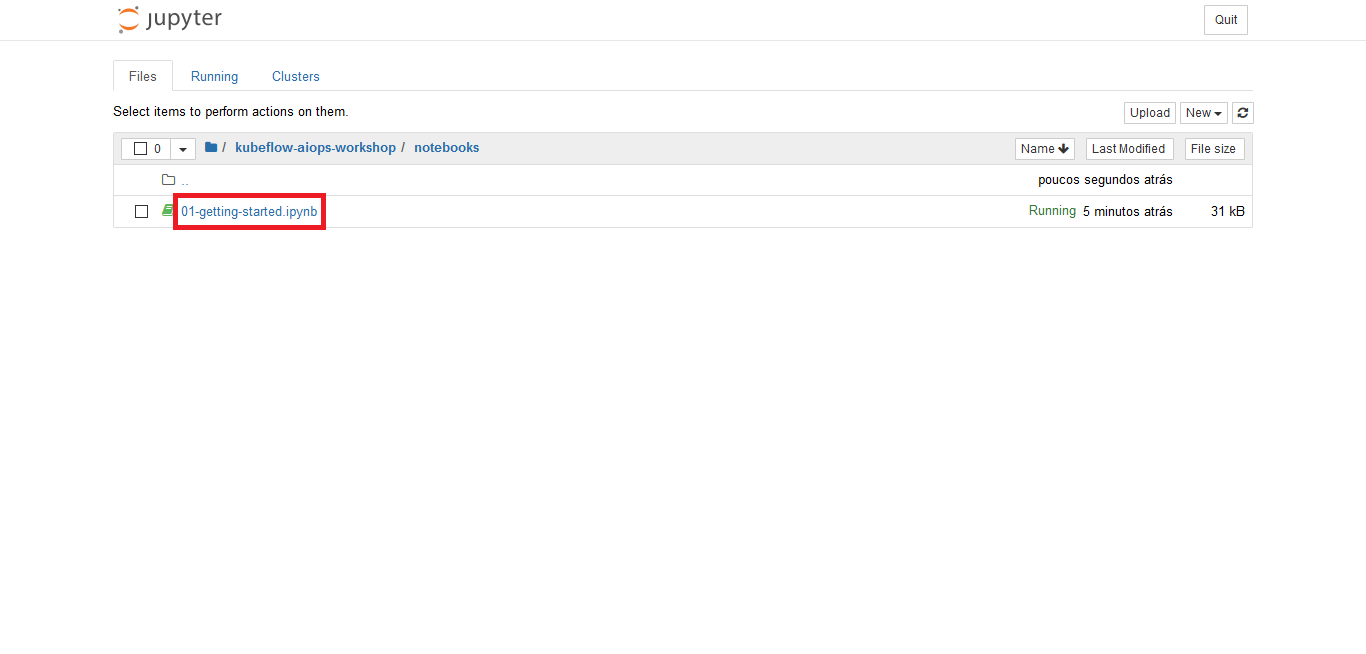 jupyter
Quit
Files Running Clusters
Select items to perform actions on them.
Upload New
0 / kubeflow-aiops-workshop / notebooks Name Last Modified File size
.. poucos segundos atrás
01-getting-started.ipynb Running 5 minutos atrás 31 kB